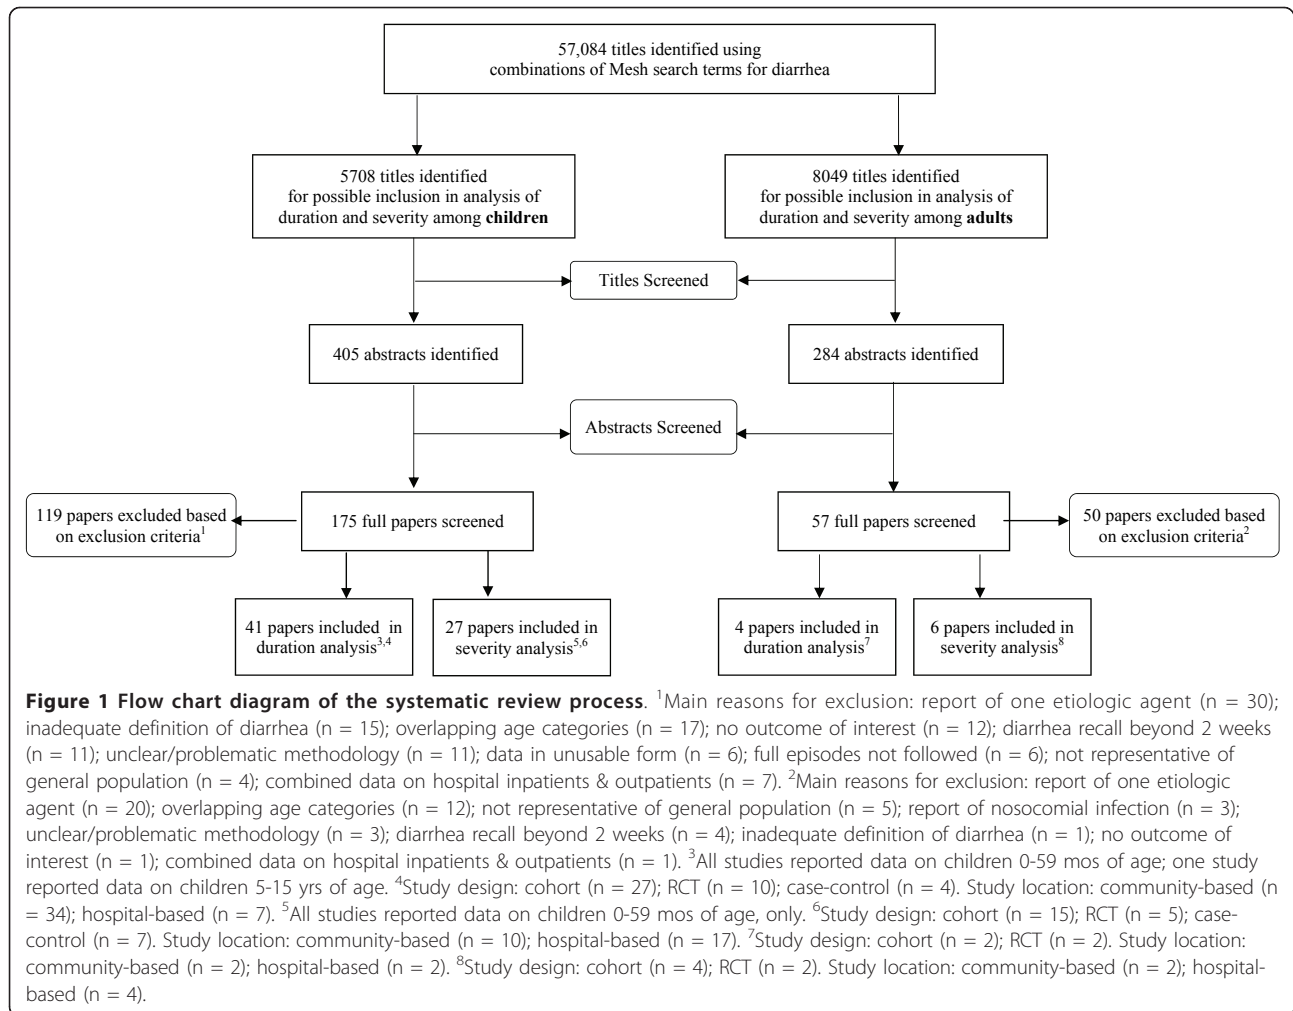 57,084 titles identified using
combinations of Mesh search terms for diarrhea
5708 titles identified
for possible inclusion in analysis of
duration and severity among children
8049 titles identified
for possible inclusion in analysis of
duration and severity among adults
Titles Screened
405 abstracts identified
284 abstracts identified
Abstracts Screened
119 papers excluded based
on exclusion criteria1
175 full papers screened
57 full papers screened
50 papers excluded based
on exclusion criteria2
41 papers included in
duration analysis3,4
27 papers included in
severity analysis5,6
4 papers included in
duration analysis7
6 papers included in
severity analysis8
Figure 1 Flow chart diagram of the systematic review process. 1Main reasons for exclusion: report of one etiologic agent (n = 30);
inadequate definition of diarrhea (n = 15); overlapping age categories (n = 17); no outcome of interest (n = 12); diarrhea recall beyond 2 weeks
(n = 11); unclear/problematic methodology (n = 11); data in unusable form (n = 6); full episodes not followed (n = 6); not representative of
general population (n = 4); combined data on hospital inpatients & outpatients (n = 7). 2Main reasons for exclusion: report of one etiologic
agent (n = 20); overlapping age categories (n = 12); not representative of general population (n = 5); report of nosocomial infection (n = 3);
unclear/problematic methodology (n = 3); diarrhea recall beyond 2 weeks (n = 4); inadequate definition of diarrhea (n = 1); no outcome of
interest (n = 1); combined data on hospital inpatients & outpatients (n = 1). 3All studies reported data on children 0-59 mos of age; one study
reported data on children 5-15 yrs of age. 4Study design: cohort (n = 27); RCT (n = 10); case-control (n = 4). Study location: community-based (n
= 34); hospital-based (n = 7). 5All studies reported data on children 0-59 mos of age, only. 6Study design: cohort (n = 15); RCT (n = 5); case-
control (n = 7). Study location: community-based (n = 10); hospital-based (n = 17). 7Study design: cohort (n = 2); RCT (n = 2). Study location:
community-based (n = 2); hospital-based (n = 2). 8Study design: cohort (n = 4); RCT (n = 2). Study location: community-based (n = 2); hospital-
based (n = 4).